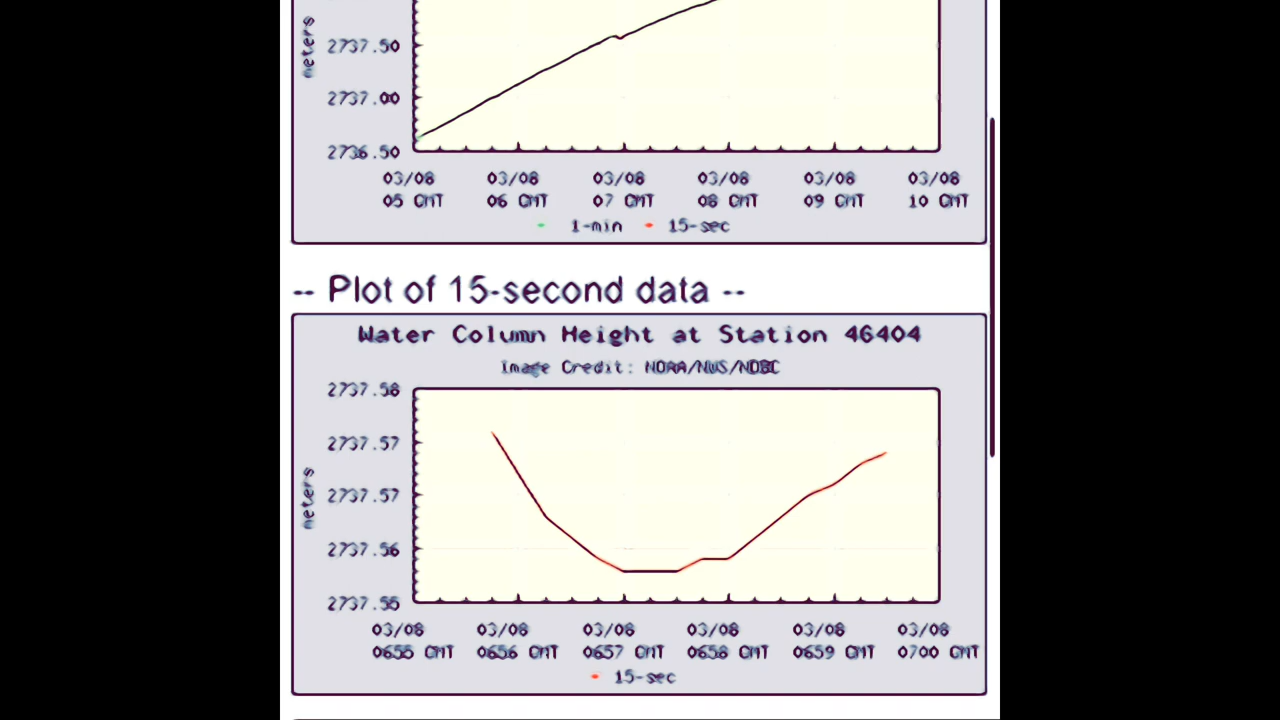 meters
2737.50
2737.00
2736.50
03/08 03/08 03/08 03/08 03/08 03/08
05 GMT 06 GMT 07 GMT 08 GMT 09 GMT 10 GMT
1-min 15-sec
-- Plot of 15-second data --
Water Column Height at Station 46404
Image Credit: NOAA/NWS/NDBC
2737.58
2737.57
meters
2737.57
2737.56
2737.55
03/08 03/08 03/08 03/08 03/08 03/08
0655 GMT 0656 GMT 0657 GMT 0658 GMT 0659 GMT 0700 GMT
15-sec